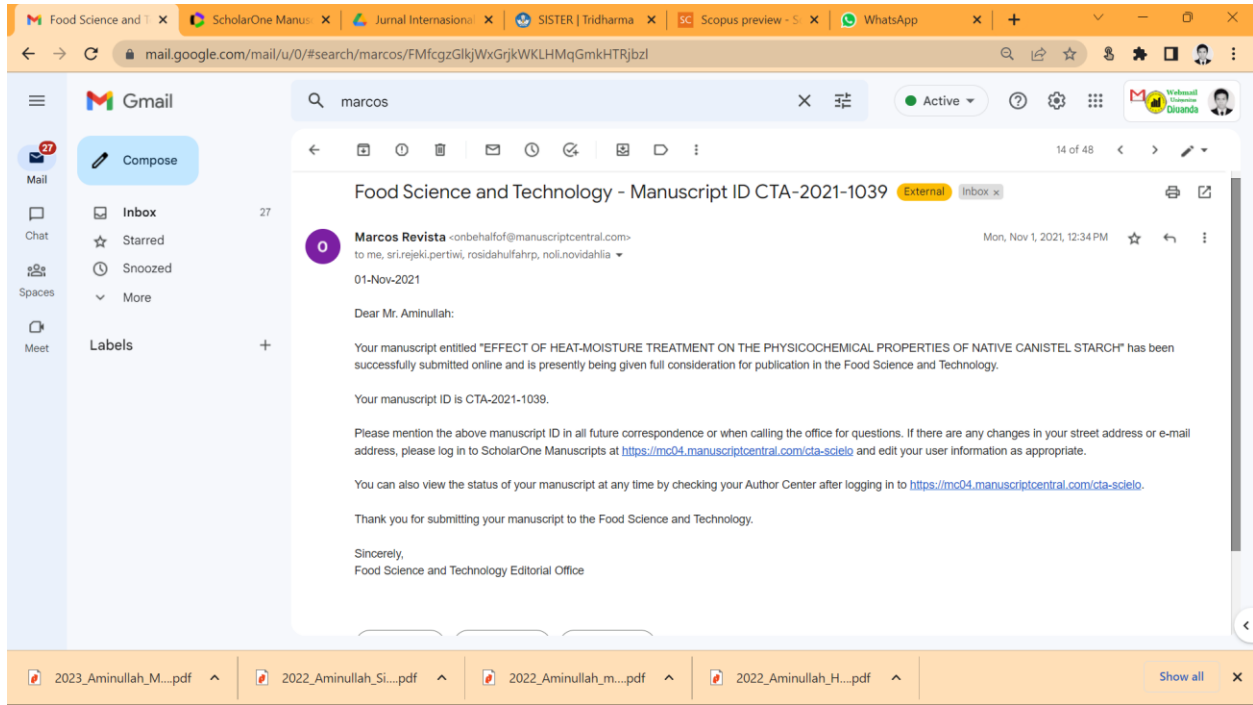 Food Science and T
ScholarOne Manus
Jurnal Internasional
SISTER | Tridharma
SC Scopus preview - S
WhatsApp
mail.google.com/mail/u/0/#search/marcos/FMfcgzGlkjWxGrjkWKLHMqGmkHTRjbzl
Gmail
marcos
Active
Webmail
Djuanda
27
Mail
Chat
Spaces
Meet
Compose
Inbox 27
Starred
Snoozed
More
Labels
14 of 48
Food Science and Technology - Manuscript ID CTA-2021-1039 External Inbox x
O
Marcos Revista <onbehalfof@manuscriptcentral.com> Mon, Nov 1, 2021, 12:34 PM
to me, sri.rejeki.pertiwi, rosidahulfahrp, noli.novidahlia
01-Nov-2021
Dear Mr. Aminullah:
Your manuscript entitled "EFFECT OF HEAT-MOISTURE TREATMENT ON THE PHYSICOCHEMICAL PROPERTIES OF NATIVE CANISTEL STARCH" has been
successfully submitted online and is presently being given full consideration for publication in the Food Science and Technology.
Your manuscript ID is CTA-2021-1039.
Please mention the above manuscript ID in all future correspondence or when calling the office for questions. If there are any changes in your street address or e-mail
address, please log in to ScholarOne Manuscripts at https://mc04.manuscriptcentral.com/cta-scielo and edit your user information as appropriate.
You can also view the status of your manuscript at any time by checking your Author Center after logging in to https://mc04.manuscriptcentral.com/cta-scielo.
Thank you for submitting your manuscript to the Food Science and Technology.
Sincerely,
Food Science and Technology Editorial Office
2023_Aminullah_M....pdf
2022_Aminullah_Si....pdf
2022_Aminullah_m....pdf
2022_Aminullah_H....pdf
Show all